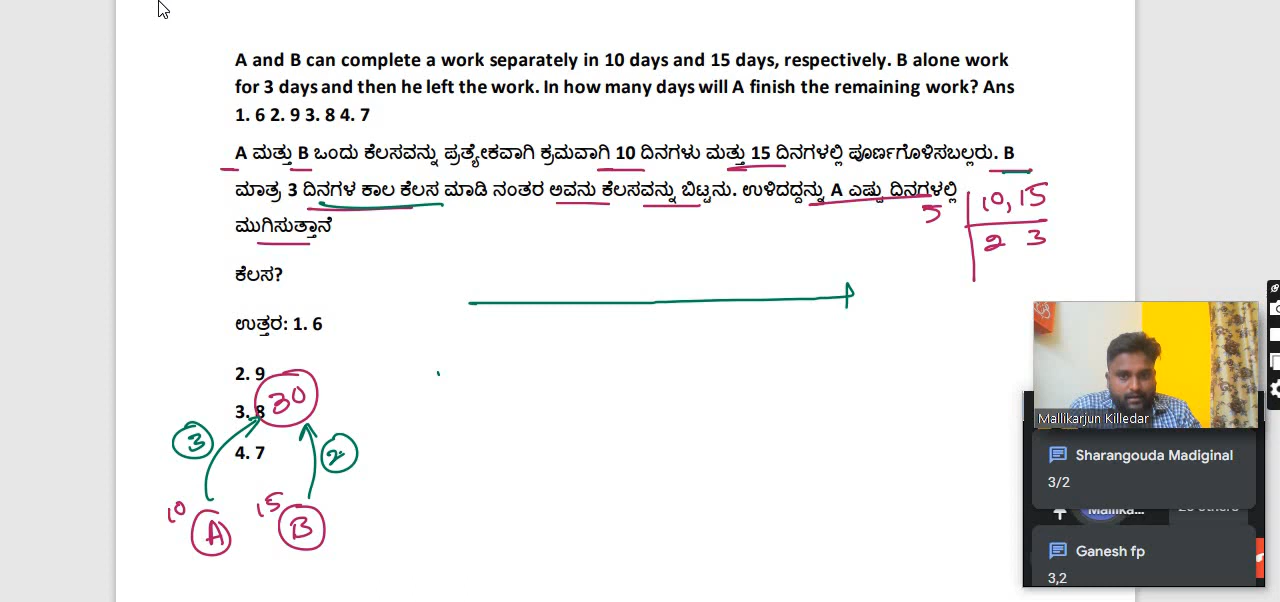 A and B can complete a work separately in 10 days and 15 days, respectively. B alone work
for 3 days and then he left the work. In how many days will A finish the remaining work? Ans
1. 6 2. 9 3. 8 4. 7
A ಮತ್ತು B ಒಂದು ಕೆಲಸವನ್ನು ಪ್ರತ್ಯೇಕವಾಗಿ ಕ್ರಮವಾಗಿ 10 ದಿನಗಳು ಮತ್ತು 15 ದಿನಗಳಲ್ಲಿ ಪೂರ್ಣಗೊಳಿಸಬಲ್ಲರು. B
ಮಾತ್ರ 3 ದಿನಗಳ ಕಾಲ ಕೆಲಸ ಮಾಡಿ ನಂತರ ಅವನು ಕೆಲಸವನ್ನು ಬಿಟ್ಟನು. ಉಳಿದದ್ದನ್ನು A ಎಷ್ಟು ದಿನಗಳಲ್ಲಿ
ಮುಗಿಸುತ್ತಾನೆ
5 10, 15
2 3
ಕೆಲಸ?
ಉತ್ತರ: 1. 6
2. 9
30
3. 8
3
2
4. 7
10 A 15 B
Mallikarjun Killedar
Sharangouda Madiginal
3/2
Mallika...
Ganesh fp
3,2